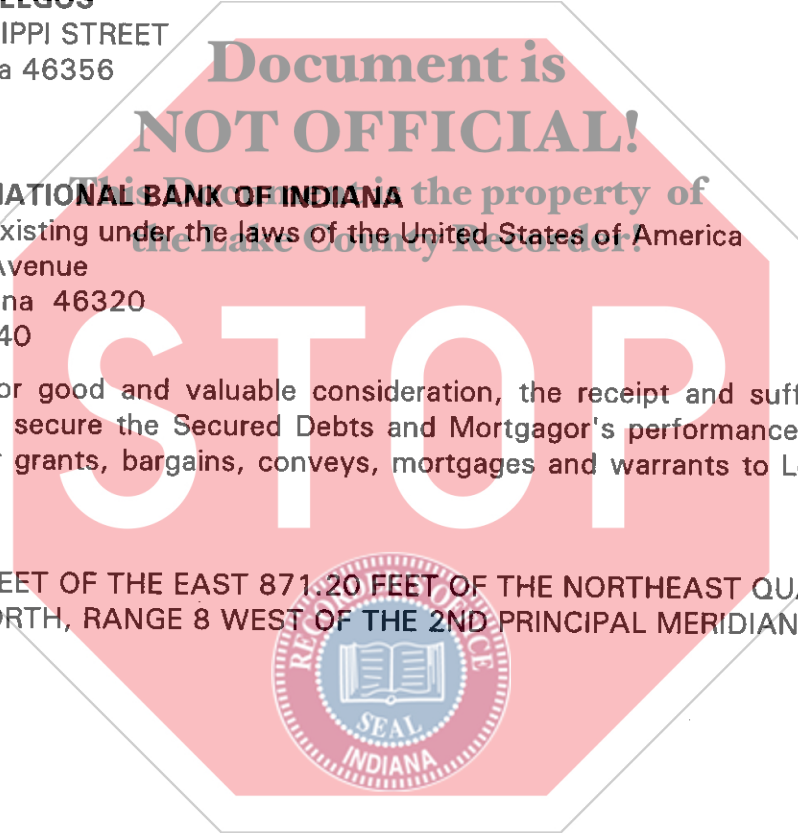 IPPI STREET
a 46356
Document is
NOT OFFICIAL!
This Document is the property of
the Lake County Recorder!
NATIONAL BANK OF INDIANA
xisting under the laws of the United States of America
Avenue
na 46320
40
STOP
or good and valuable consideration, the receipt and suff
secure the Secured Debts and Mortgagor's performance
grants, bargains, conveys, mortgages and warrants to L
EET OF THE EAST 871.20 FEET OF THE NORTHEAST QUA
ORTH, RANGE 8 WEST OF THE 2ND PRINCIPAL MERIDIAN
RECORDER OFFICE
SEAL
INDIANA